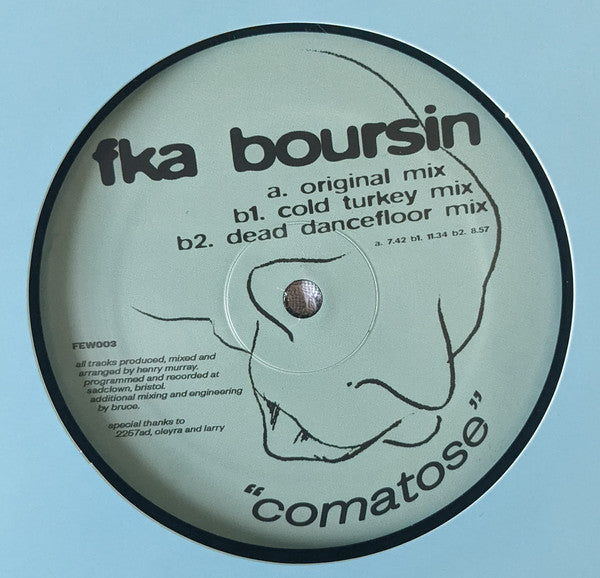 fka boursin
a. original mix
b1. cold turkey mix
b2. dead dancefloor mix
a. 7.42 b1. 11.34 b2. 8.57
FEW003
all tracks produced, mixed and
arranged by henry murray.
programmed and recorded at
sadclown, bristol.
additional mixing and engineering
by bruce.
special thanks to
2257ad, cleyra and larry
"comatose"